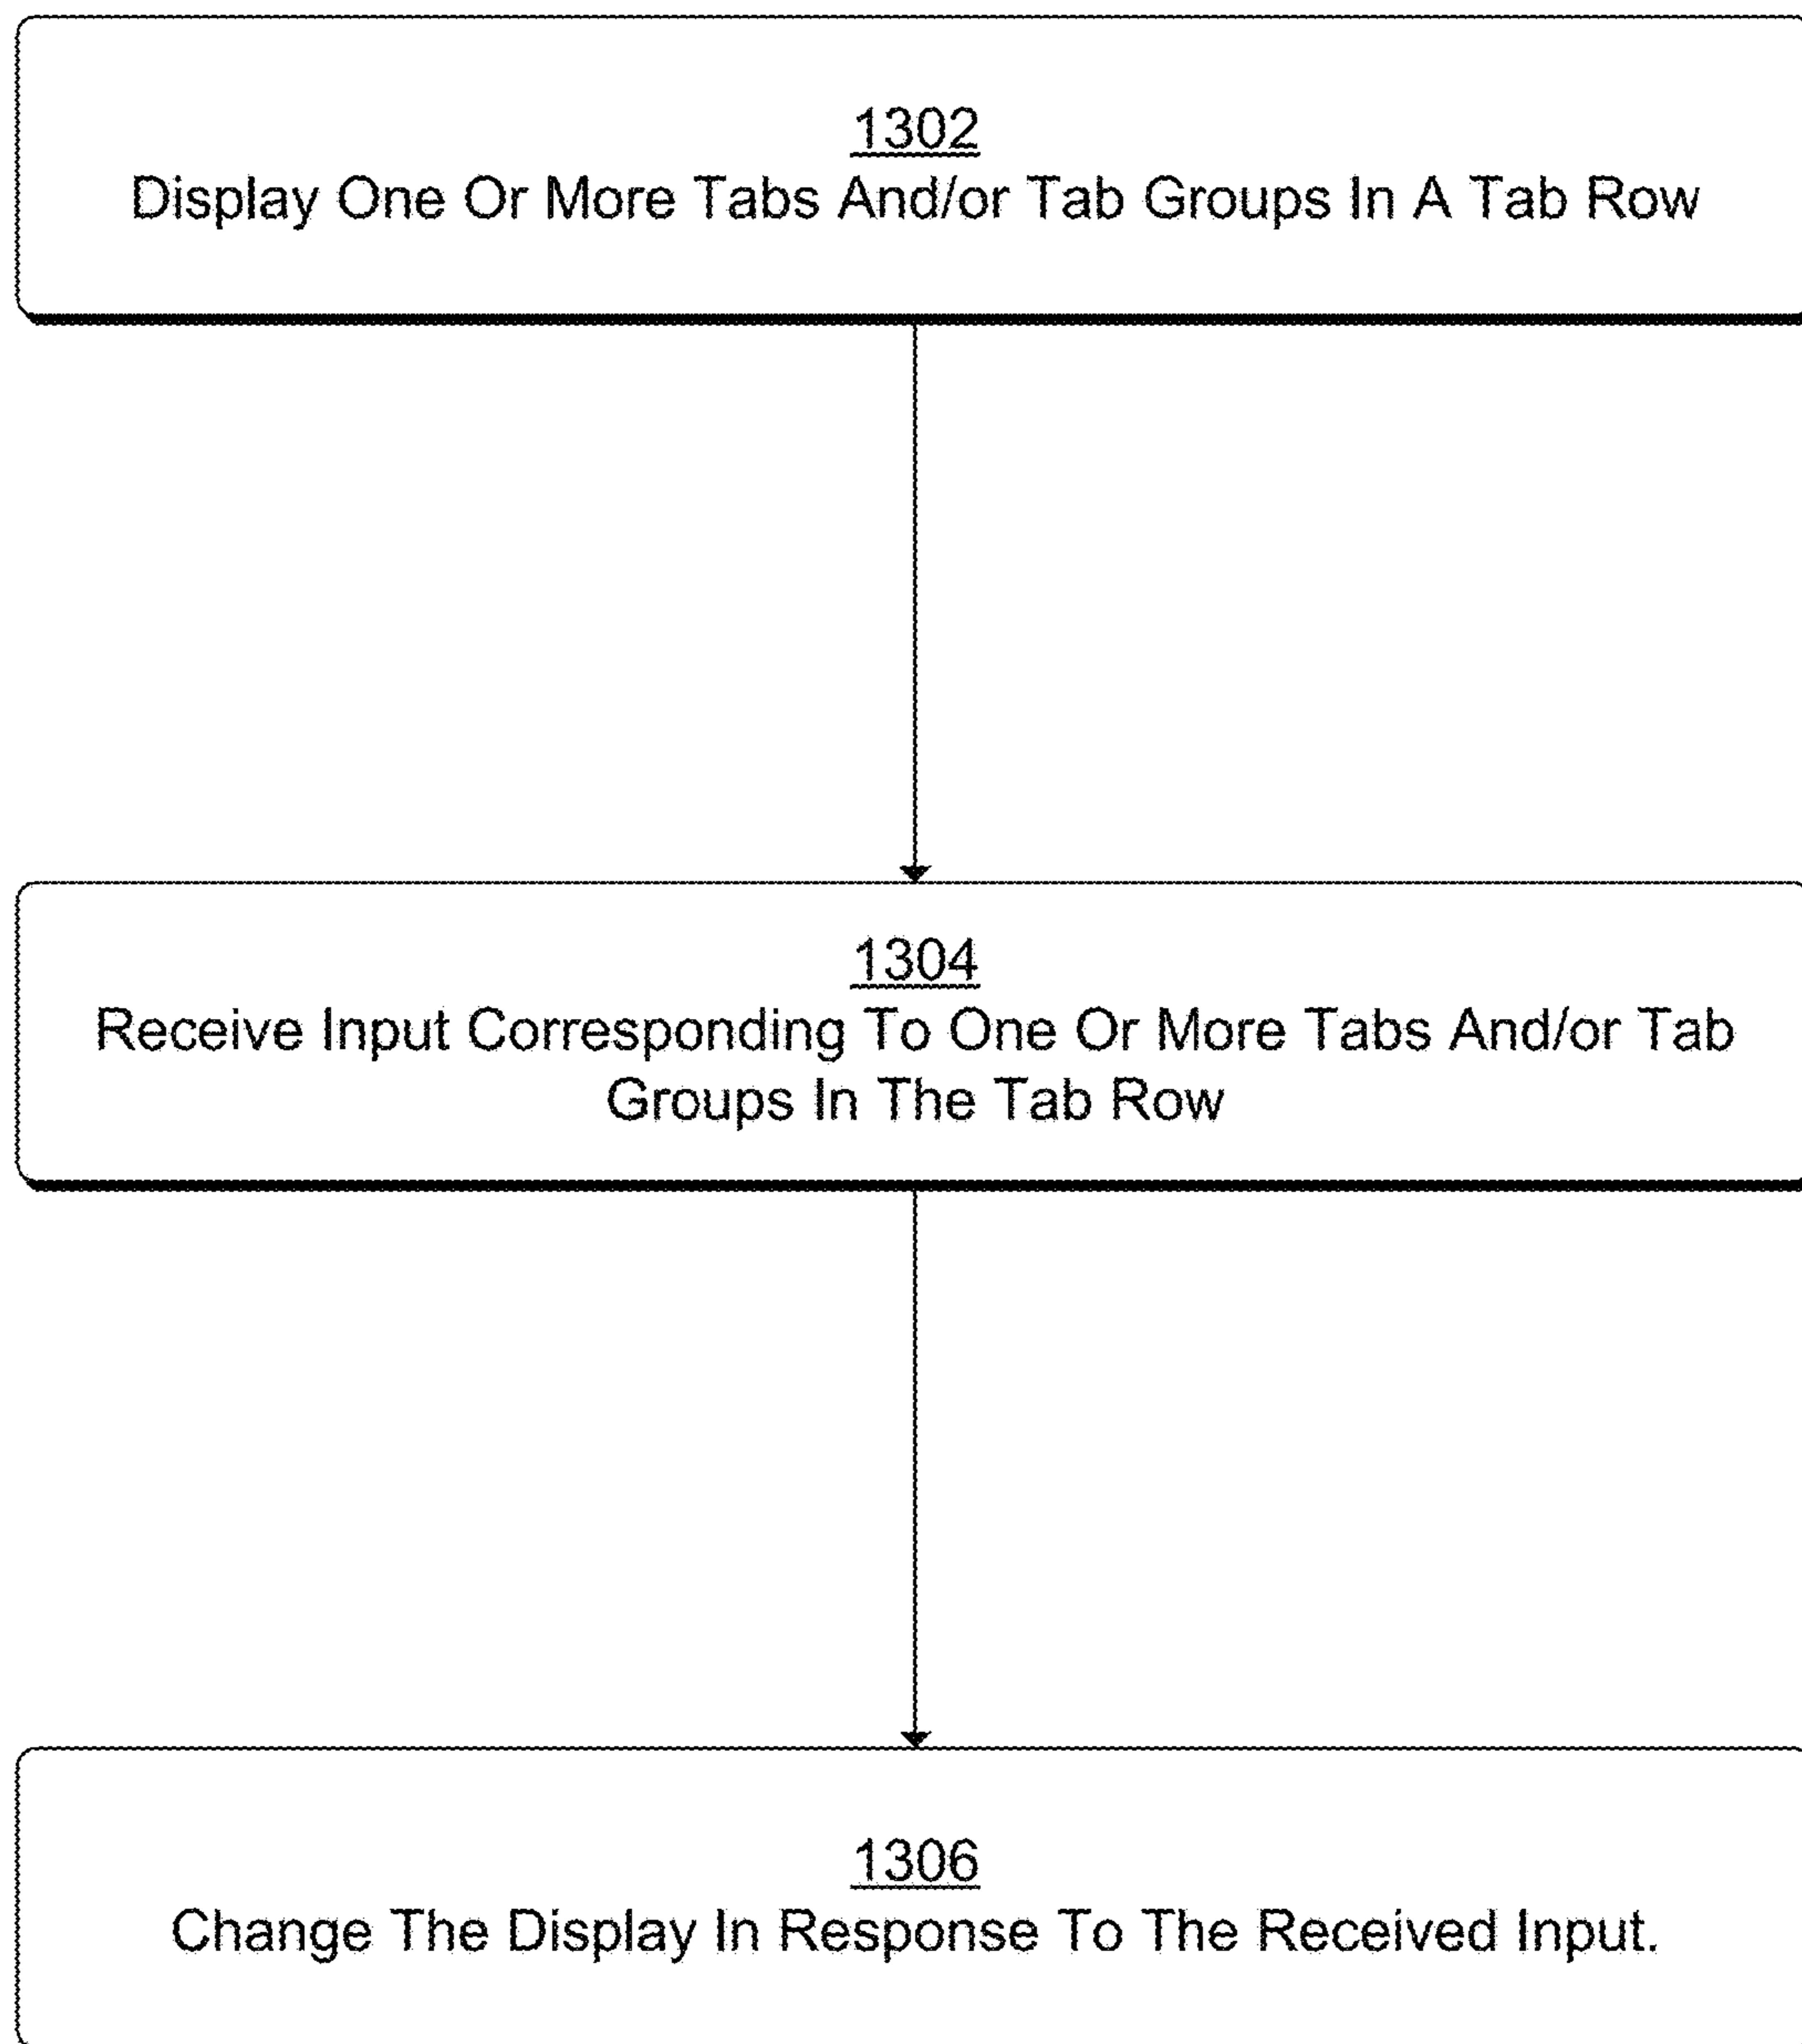 1302
Display One Or More Tabs And/or Tab Groups In A Tab Row
1304
Receive Input Corresponding To One Or More Tabs And/or Tab
Groups In The Tab Row
1306
Change The Display In Response To The Received Input.